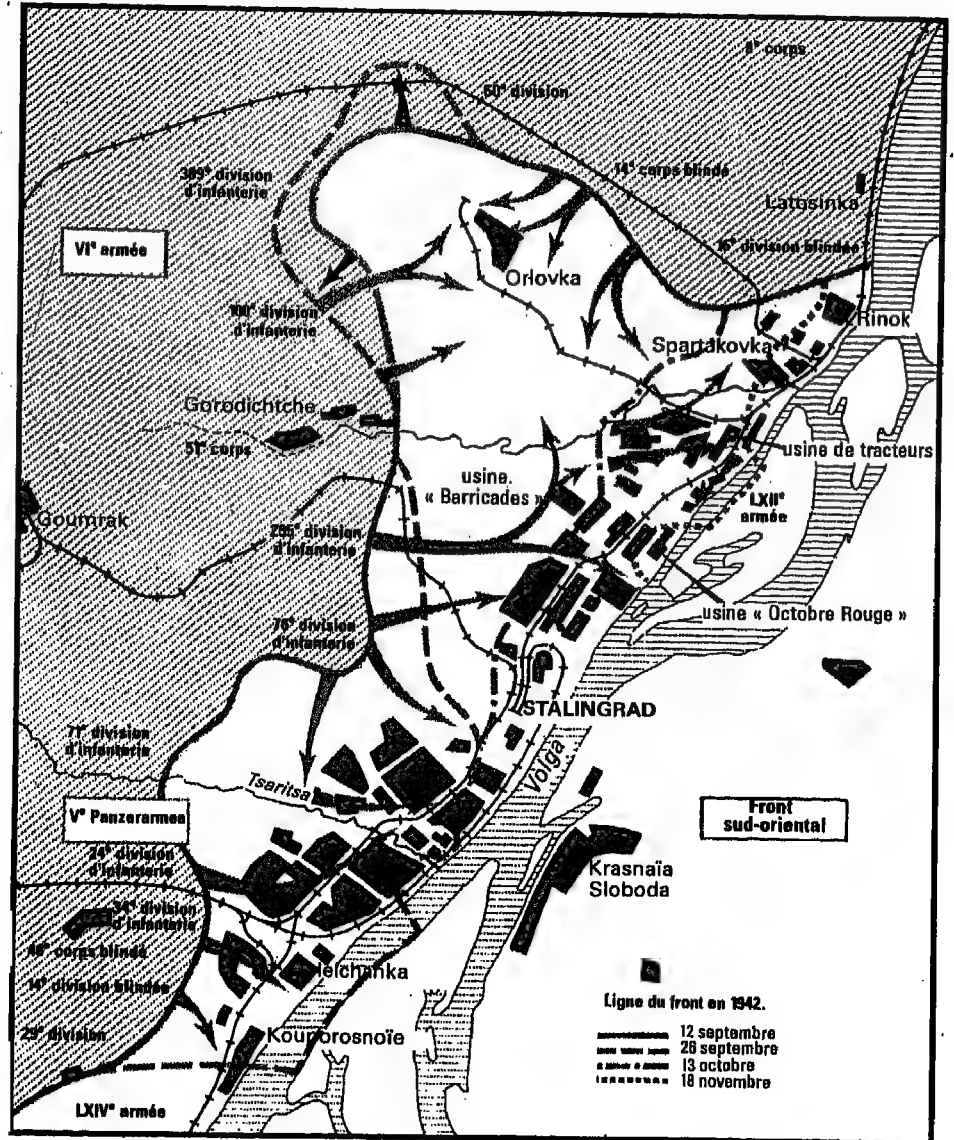 8e corps
60e division
389e division
d'infanterie
14e corps blindé
Latosinka
VIe armée
16e division blindée
Orlovka
Rinok
d'infanterie
Spartakovka
Gorodichtche
51e corps
usine de tracteurs
usine
« Barricades »
LXIIe
armée
Goumrak
295e division
d'infanterie
usine « Octobre Rouge »
76e division
d'infanterie
STALINGRAD
71e division
d'infanterie
Volga
Tsaritsa
Ve Panzerarmee
Front
sud-oriental
24e division
d'infanterie
Krasnaïa
Sloboda
94e division
d'infanterie
48e corps blindé
Ielchanka
14e division blindée
29e division
Kouporosnoïe
LXIVe armée
Ligne du front en 1942.
12 septembre
26 septembre
13 octobre
18 novembre